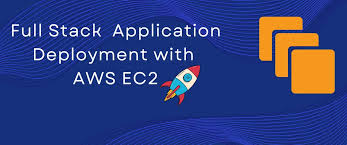 Full Stack Application
Deployment with
AWS EC2